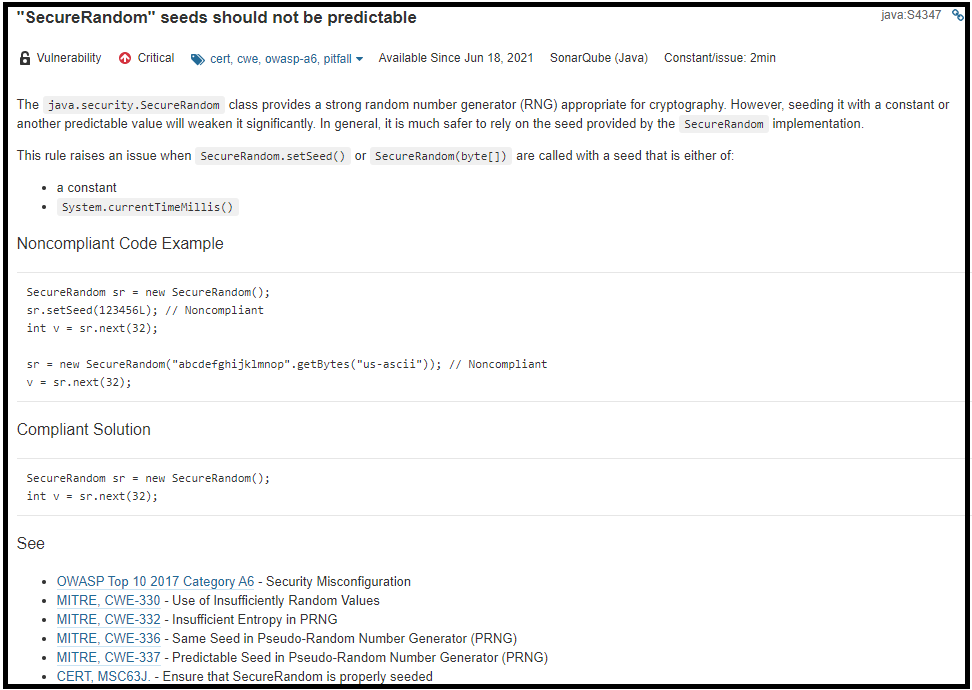 "SecureRandom" seeds should not be predictable
java:S4347
Vulnerability Critical cert, cwe, owasp-a6, pitfall Available Since Jun 18, 2021 SonarQube (Java) Constant/issue: 2min
The java.security.SecureRandom class provides a strong random number generator (RNG) appropriate for cryptography. However, seeding it with a constant or
another predictable value will weaken it significantly. In general, it is much safer to rely on the seed provided by the SecureRandom implementation.
This rule raises an issue when SecureRandom.setSeed() or SecureRandom(byte[]) are called with a seed that is either of:
• a constant
• System.currentTimeMillis()
Noncompliant Code Example
SecureRandom sr = new SecureRandom();
sr.setSeed(123456L); // Noncompliant
int v = sr.next(32);
sr = new SecureRandom("abcdefghijklmnop".getBytes("us-ascii")); // Noncompliant
v = sr.next(32);
Compliant Solution
SecureRandom sr = new SecureRandom();
int v = sr.next(32);
See
• OWASP Top 10 2017 Category A6 - Security Misconfiguration
• MITRE, CWE-330 - Use of Insufficiently Random Values
• MITRE, CWE-332 - Insufficient Entropy in PRNG
• MITRE, CWE-336 - Same Seed in Pseudo-Random Number Generator (PRNG)
• MITRE, CWE-337 - Predictable Seed in Pseudo-Random Number Generator (PRNG)
• CERT, MSC63J. - Ensure that SecureRandom is properly seeded